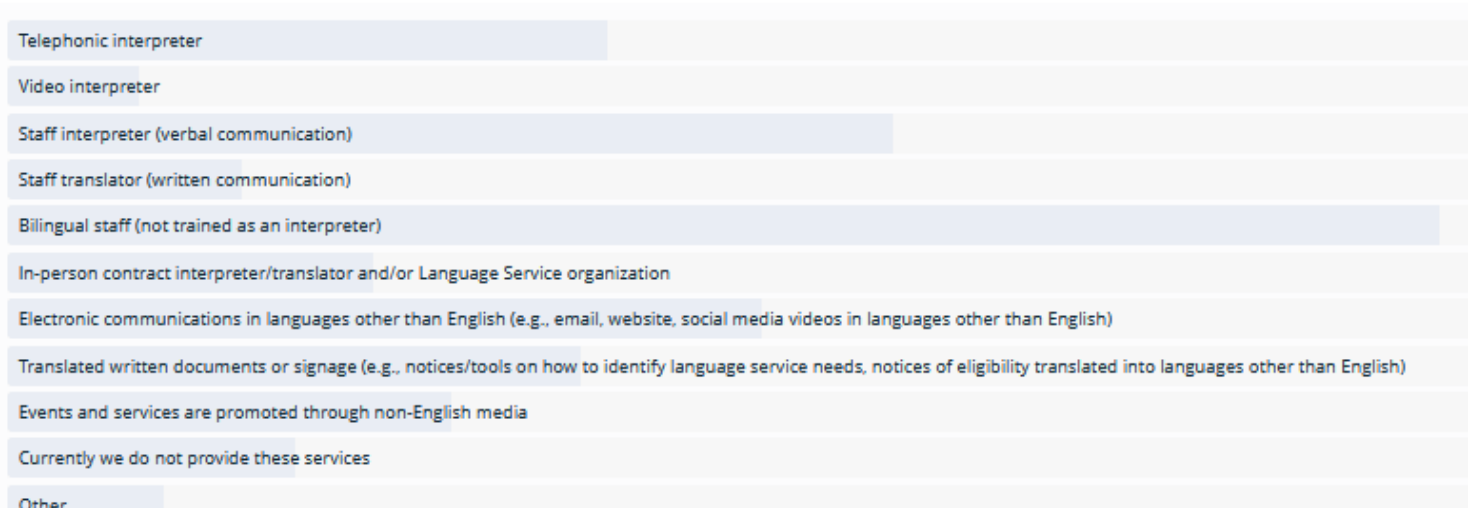 Telephonic interpreter
Video interpreter
Staff interpreter (verbal communication)
Staff translator (written communication)
Bilingual staff (not trained as an interpreter)
In-person contract interpreter/translator and/or Language Service organization
Electronic communications in languages other than English (e.g., email, website, social media videos in languages other than English)
Translated written documents or signage (e.g., notices/tools on how to identify language service needs, notices of eligibility translated into languages other than English)
Events and services are promoted through non-English media
Currently we do not provide these services
Other